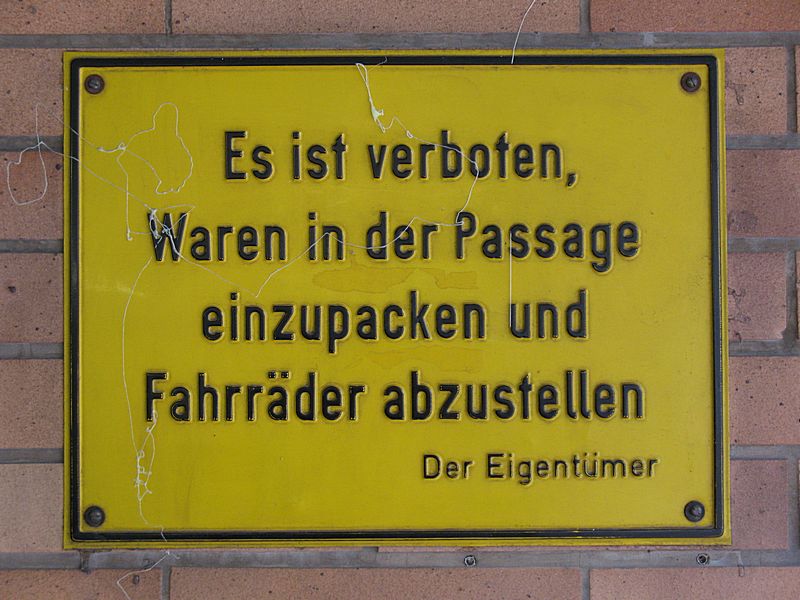 Es ist verboten,
Waren in der Passage
einzupacken und
Fahrräder abzustellen
Der Eigentümer